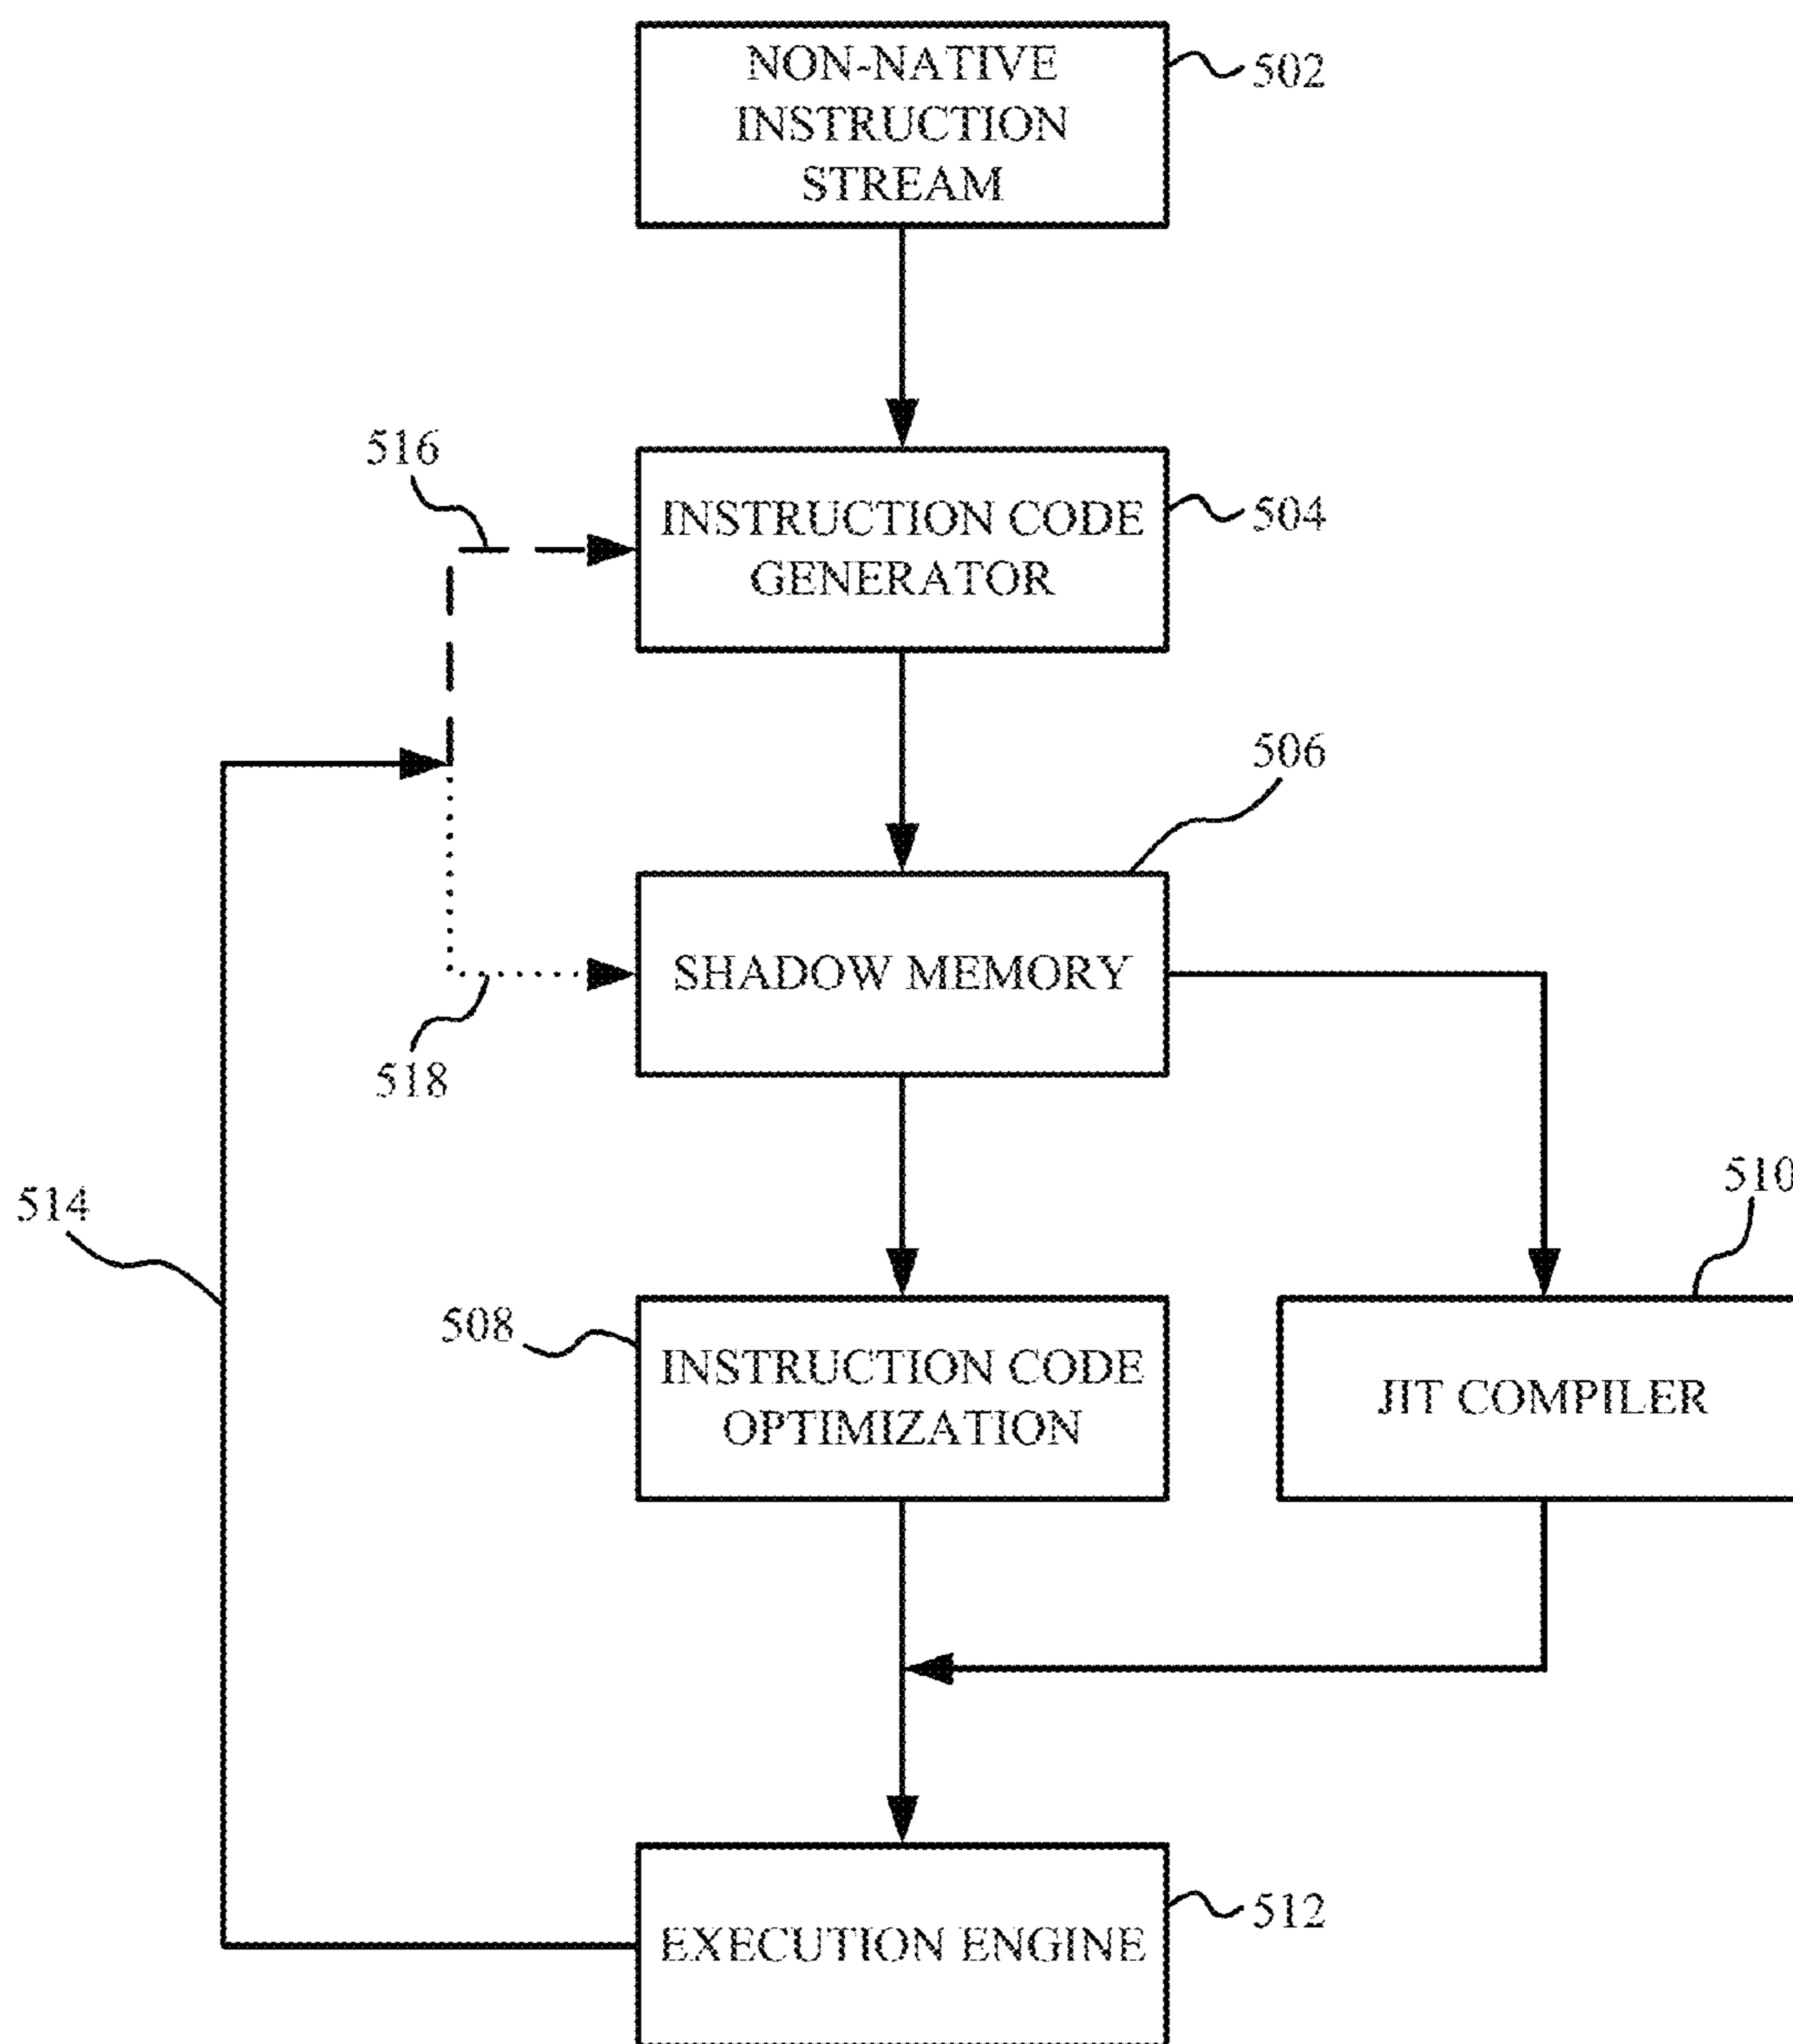 NON-NATIVE
INSTRUCTION
STREAM
502
516
INSTRUCTION CODE
GENERATOR
504
506
SHADOW MEMORY
518
514
510
508
INSTRUCTION CODE
OPTIMIZATION
JIT COMPILER
EXECUTION ENGINE
512